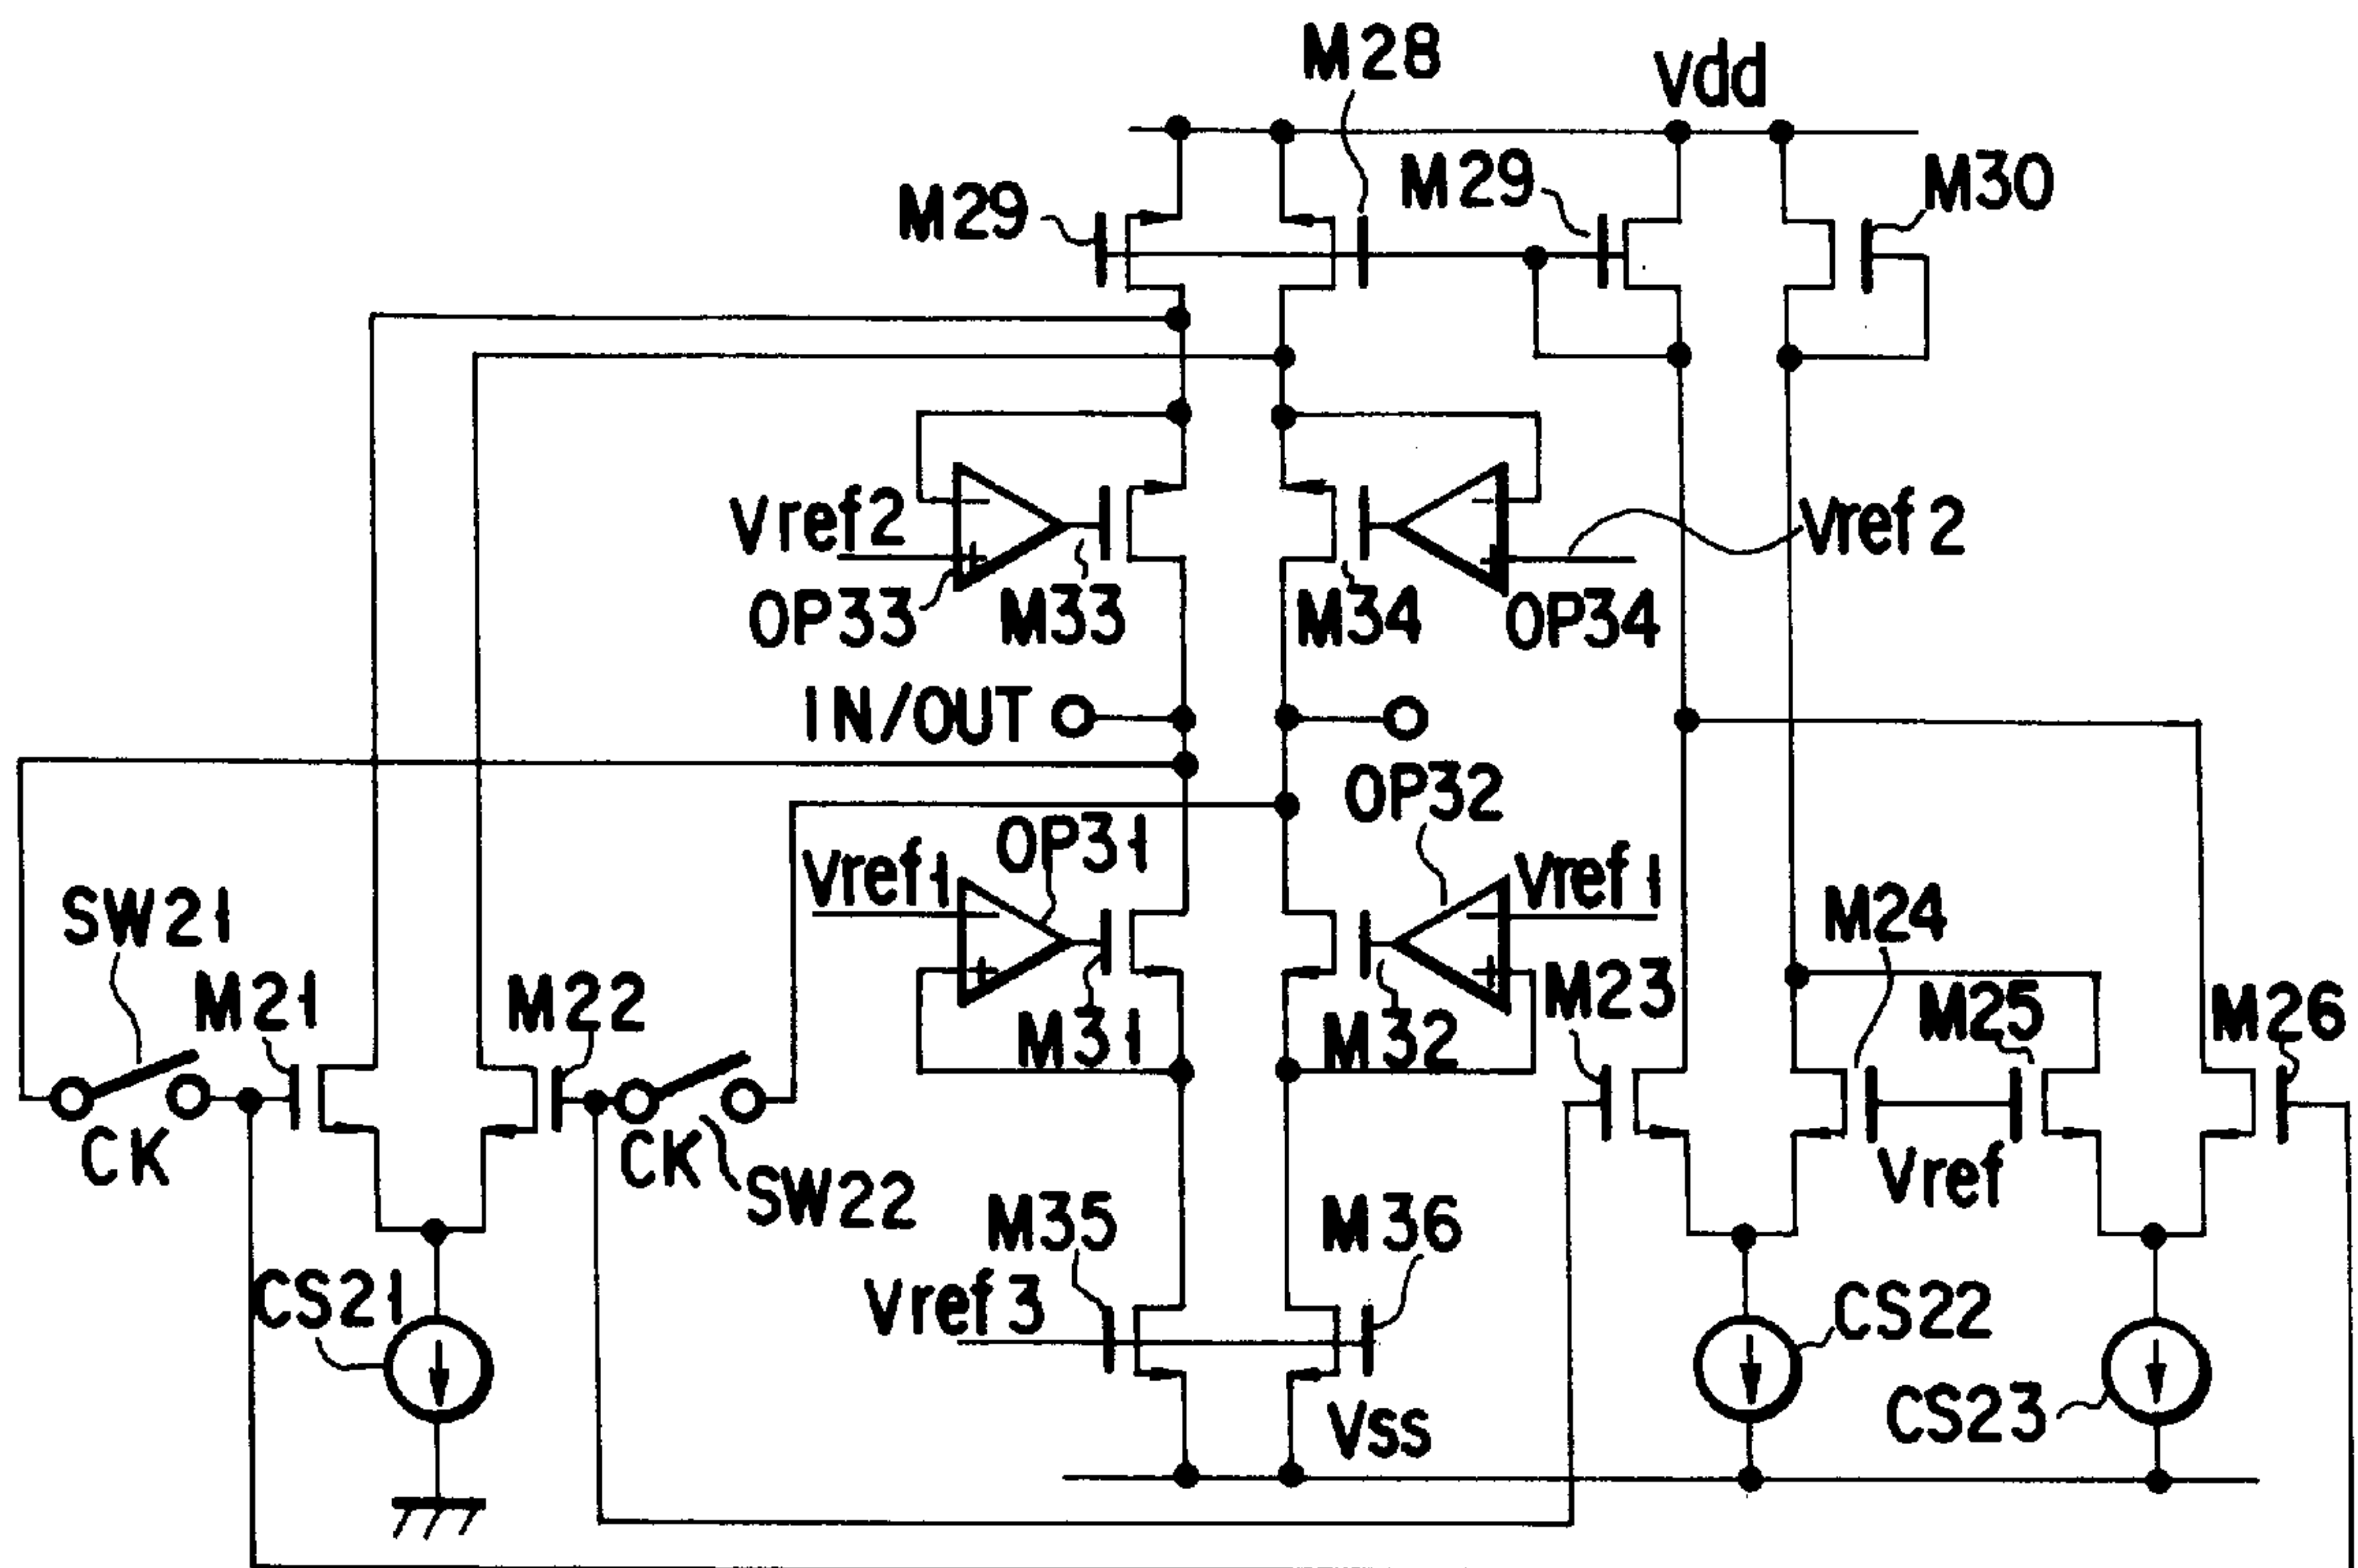 M28
Vdd
M29
M29
M30
Vref2
OP33
M33
M34
OP34
Vref2
IN/OUT
OP31
OP32
Vref1
Vref1
SW21
M21
M22
M31
M32
M23
M24
M25
M26
CK
CK
SW22
Vref
M35
M36
CS21
Vref3
CS22
CS23
Vss